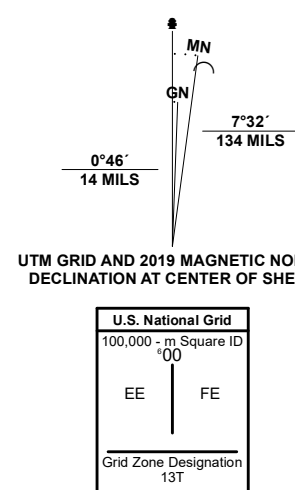 MN
GN
7°32´
134 MILS
0°46´
14 MILS
UTM GRID AND 2019 MAGNETIC NO
DECLINATION AT CENTER OF SHE
U.S. National Grid
100,000 - m Square ID
⁶00
EE FE
Grid Zone Designation
13T